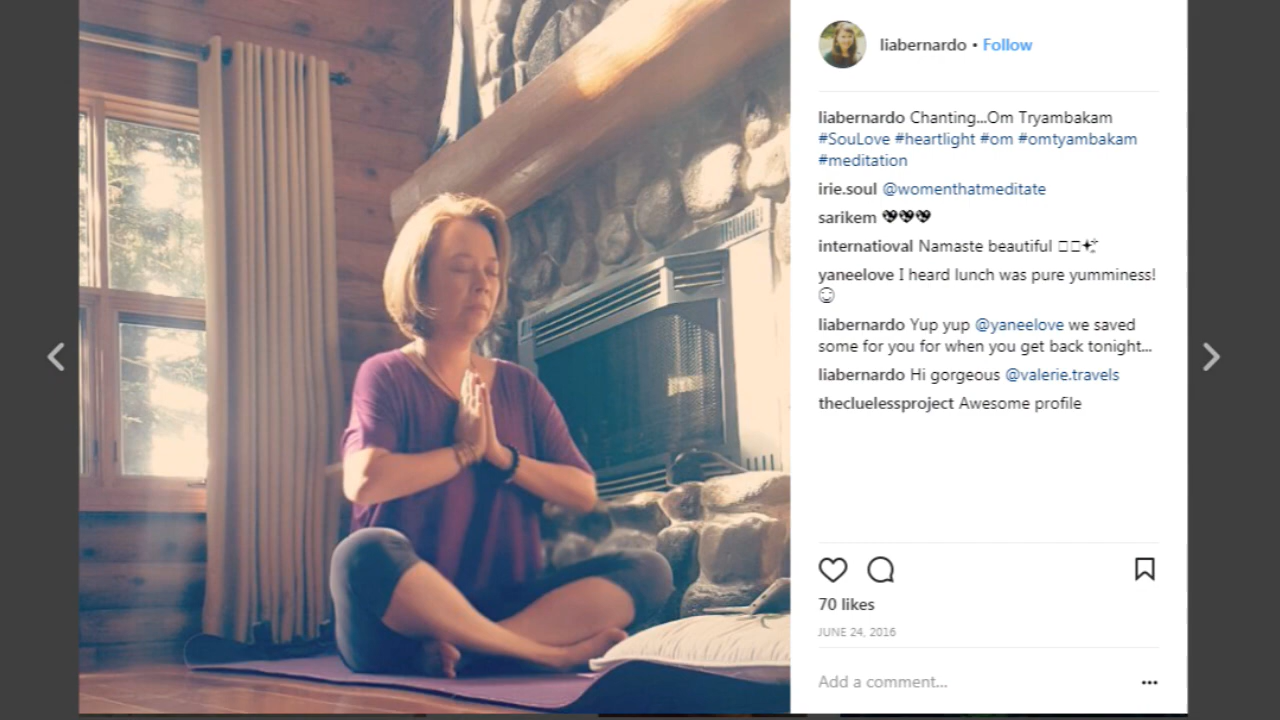 liabernardo • Follow
liabernardo Chanting...Om Tryambakam
#SouLove #heartlight #om #omtyambakam
#meditation
irie.soul @womenthatmeditate
sarikem 💖💖💖
internatioval Namaste beautiful □□✨
yaneelove I heard lunch was pure yumminess!
☺
liabernardo Yup yup @yaneelove we saved
some for you for when you get back tonight...
liabernardo Hi gorgeous @valerie.travels
thecluelessproject Awesome profile
70 likes
JUNE 24, 2016
Add a comment...